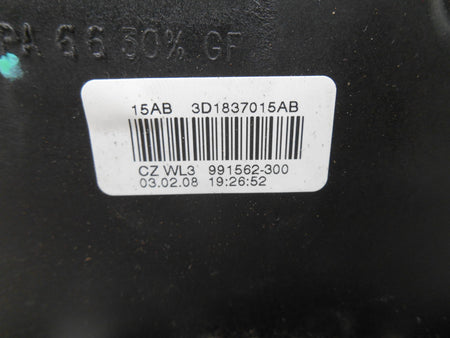 PA 6 6 30% GF
15AB 3D1837015AB
CZ WL3 991562-300
03.02.08 19:26:52